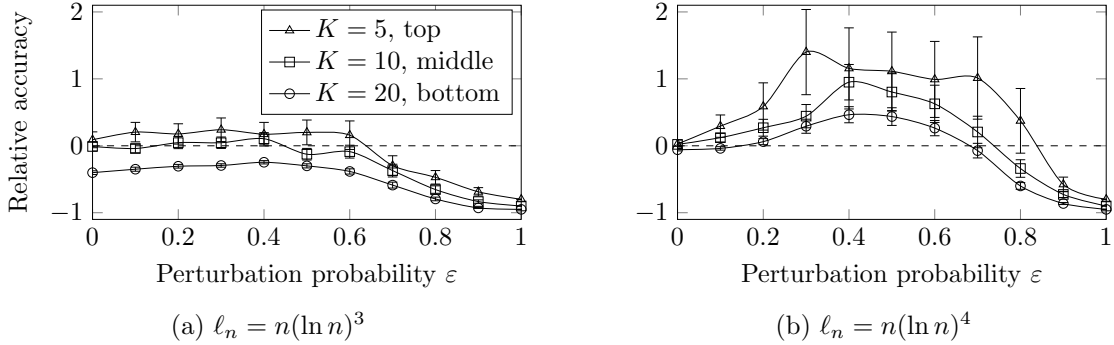 2
1
0
−1
Relative accuracy
K = 5, top
K = 10, middle
K = 20, bottom
0 0.2 0.4 0.6 0.8 1
Perturbation probability ε
(a) ℓn = n(ln n)³
2
1
0
−1
0 0.2 0.4 0.6 0.8 1
Perturbation probability ε
(b) ℓn = n(ln n)⁴